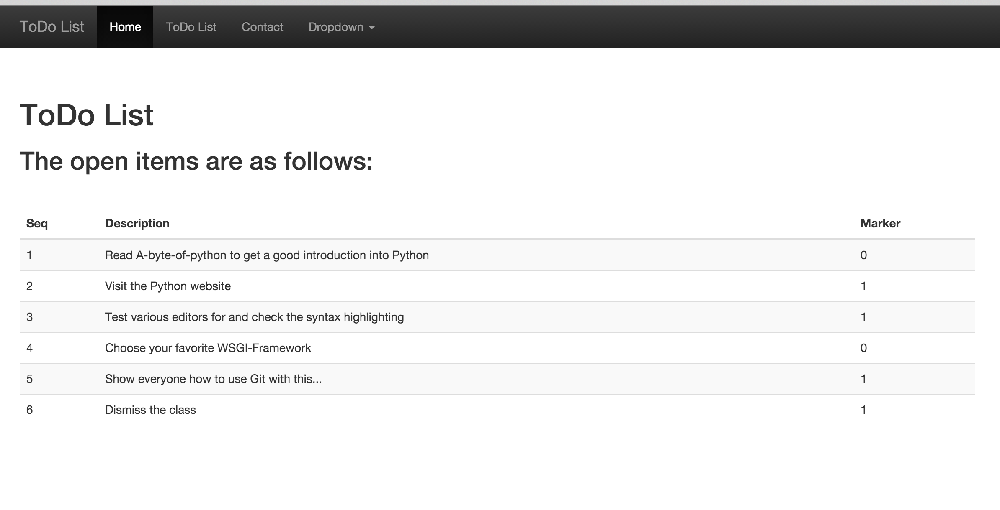 ToDo List Home ToDo List Contact Dropdown
ToDo List
The open items are as follows:
Seq Description Marker
1 Read A-byte-of-python to get a good introduction into Python 0
2 Visit the Python website 1
3 Test various editors for and check the syntax highlighting 1
4 Choose your favorite WSGI-Framework 0
5 Show everyone how to use Git with this... 1
6 Dismiss the class 1